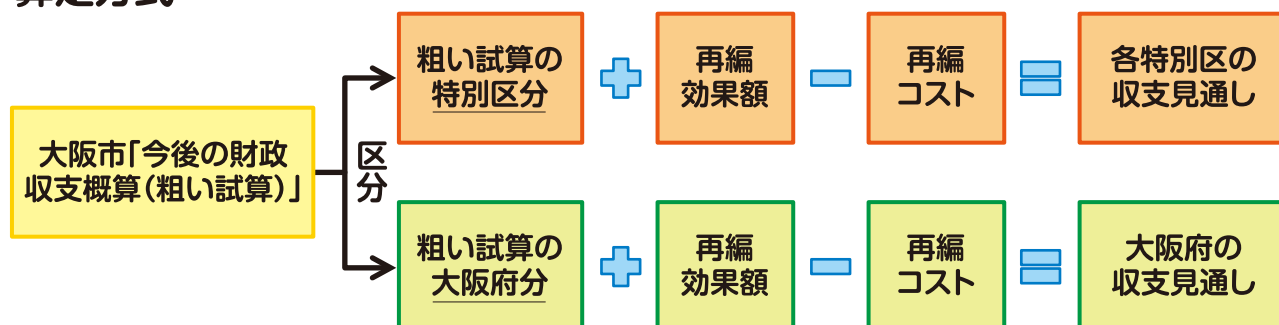 算定方式
大阪市「今後の財政
収支概算(粗い試算)」
区
分
粗い試算の
特別区分
再編
効果額
再編
コスト
各特別区の
収支見通し
粗い試算の
大阪府分
再編
効果額
再編
コスト
大阪府の
収支見通し